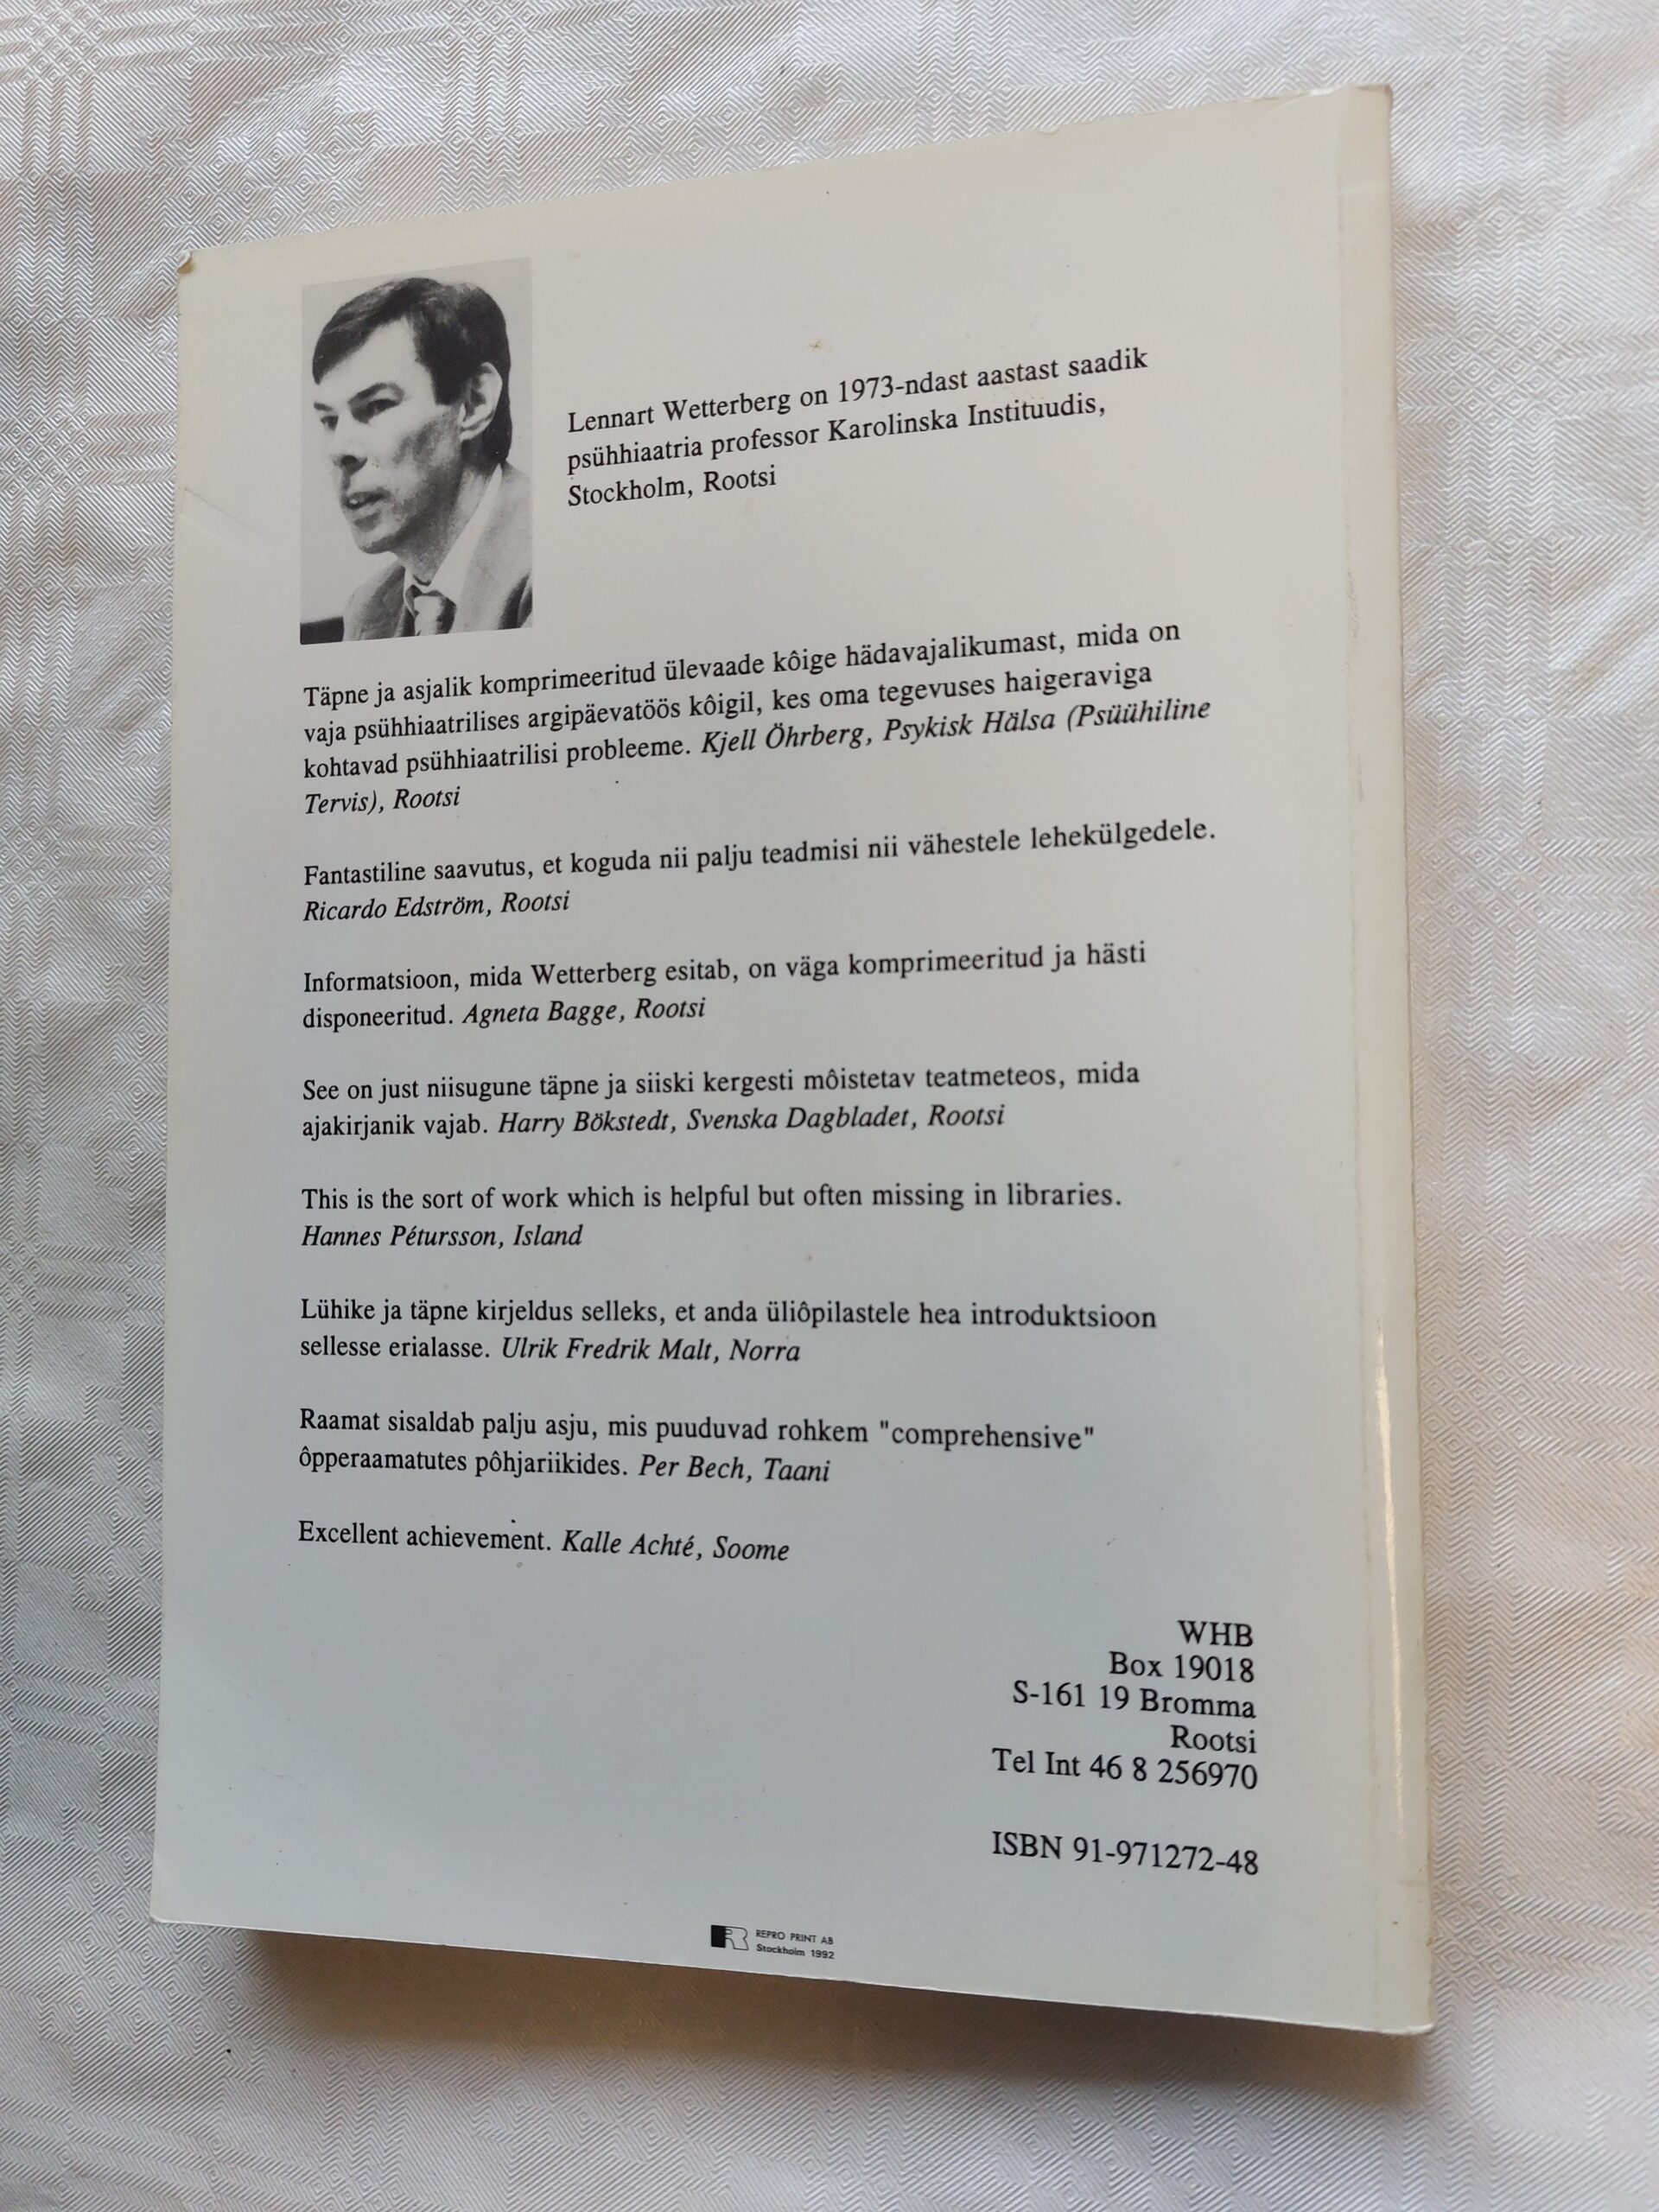 Lennart Wetterberg on 1973-ndast aastast saadik
psühhiaatria professor Karolinska Instituudis,
Stockholm, Rootsi
Täpne ja asjalik komprimeeritud ülevaade kôige hädavajalikumast, mida on
vaja psühhiaatrilises argipäevatöös kôigil, kes oma tegevuses haigeraviga
kohtavad psühhiaatrilisi probleeme. Kjell Öhrberg, Psykisk Hälsa (Psüühiline
Tervis), Rootsi
Fantastiline saavutus, et koguda nii palju teadmisi nii vähestele lehekülgedele.
Ricardo Edström, Rootsi
Informatsioon, mida Wetterberg esitab, on väga komprimeeritud ja hästi
disponeeritud. Agneta Bagge, Rootsi
See on just niisugune täpne ja siiski kergesti môistetav teatmeteos, mida
ajakirjanik vajab. Harry Bökstedt, Svenska Dagbladet, Rootsi
This is the sort of work which is helpful but often missing in libraries.
Hannes Pétursson, Island
Lühike ja täpne kirjeldus selleks, et anda üliôpilastele hea introduktsioon
sellesse erialasse. Ulrik Fredrik Malt, Norra
Raamat sisaldab palju asju, mis puuduvad rohkem "comprehensive"
ôpperaamatutes pôhjariikides. Per Bech, Taani
Excellent achievement. Kalle Achté, Soome
WHB
Box 19018
S-161 19 Bromma
Rootsi
Tel Int 46 8 256970
ISBN 91-971272-48
REPRO PRINT AB
Stockholm 1992